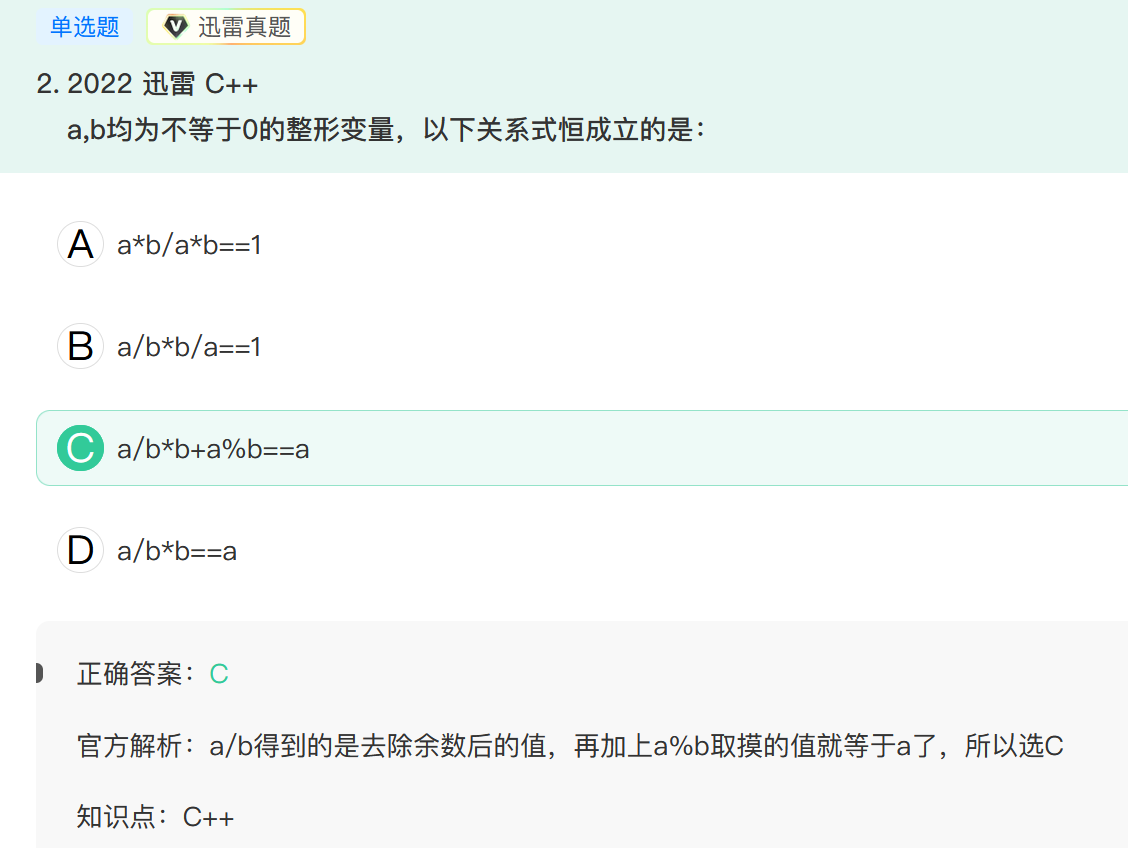 单选题 迅雷真题
2. 2022 迅雷 C++
a,b均为不等于0的整形变量，以下关系式恒成立的是：
A a*b/a*b==1
B a/b*b/a==1
C a/b*b+a%b==a
D a/b*b==a
正确答案：C
官方解析：a/b得到的是去除余数后的值，再加上a%b取摸的值就等于a了，所以选C
知识点：C++